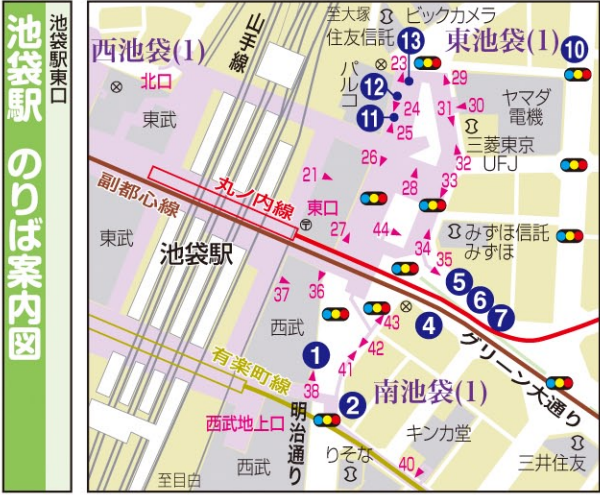 池袋駅 のりば案内図
池袋駅東口
至大塚
ビックカメラ
山手線
住友信託
13
東池袋(1)
10
西池袋(1)
23
29
パルコ
北口
12
24
31
30
ヤマダ
電機
東武
11
25
三菱東京
UFJ
32
26
21
28
33
丸ノ内線
副都心線
東口
27
44
34
みずほ信託
みずほ
東武
池袋駅
35
5
6
7
37
36
43
4
西武
42
グリーン大通り
1
41
有楽町線
38
南池袋(1)
2
西武地上口
明治通り
キンカ堂
りそな
三井住友
40
西武
至目白